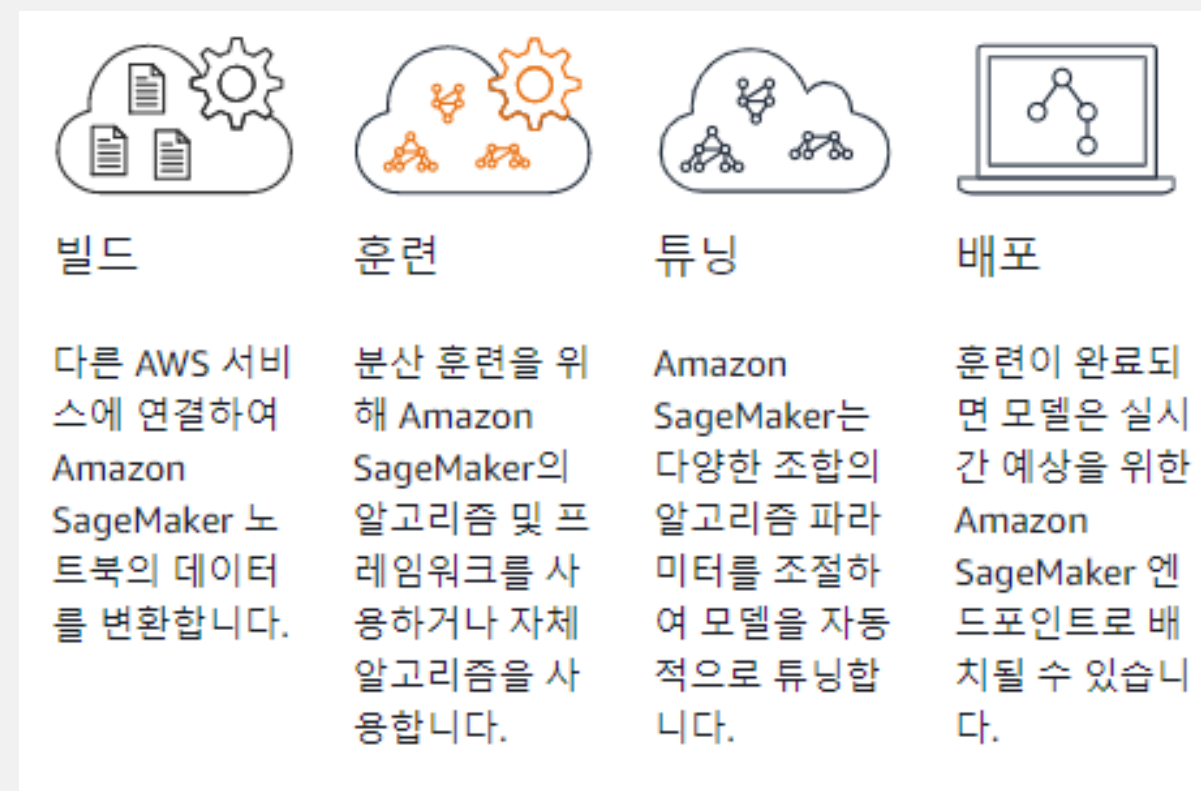 빌드
다른 AWS 서비
스에 연결하여
Amazon
SageMaker 노
트북의 데이터
를 변환합니다.
훈련
분산 훈련을 위
해 Amazon
SageMaker의
알고리즘 및 프
레임워크를 사
용하거나 자체
알고리즘을 사
용합니다.
튜닝
Amazon
SageMaker는
다양한 조합의
알고리즘 파라
미터를 조절하
여 모델을 자동
적으로 튜닝합
니다.
배포
훈련이 완료되
면 모델은 실시
간 예상을 위한
Amazon
SageMaker 엔
드포인트로 배
치될 수 있습니
다.